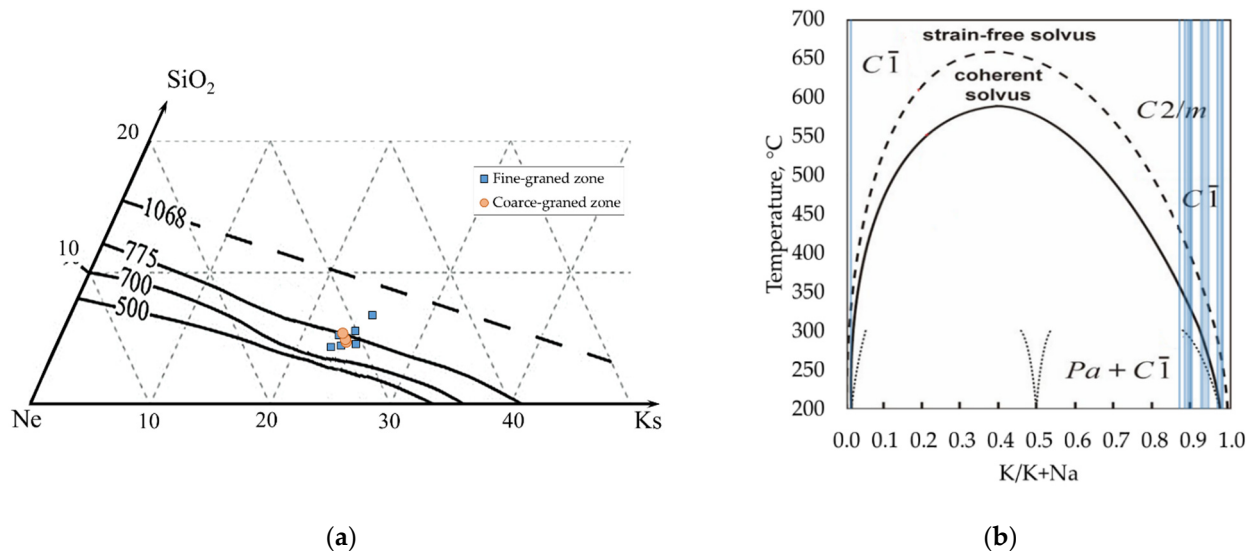 SiO2
20
1068
10
775
700
500
Fine-graned zone
Coarce-graned zone
Ne
10
20
30
40
Ks
(a)
700
650
600
550
500
450
400
350
300
250
200
Temperature, °C
strain-free solvus
C1̅
coherent
solvus
C2/m
C1̅
Pa + C1̅
0.0 0.1 0.2 0.3 0.4 0.5 0.6 0.7 0.8 0.9 1.0
K/K+Na
(b)